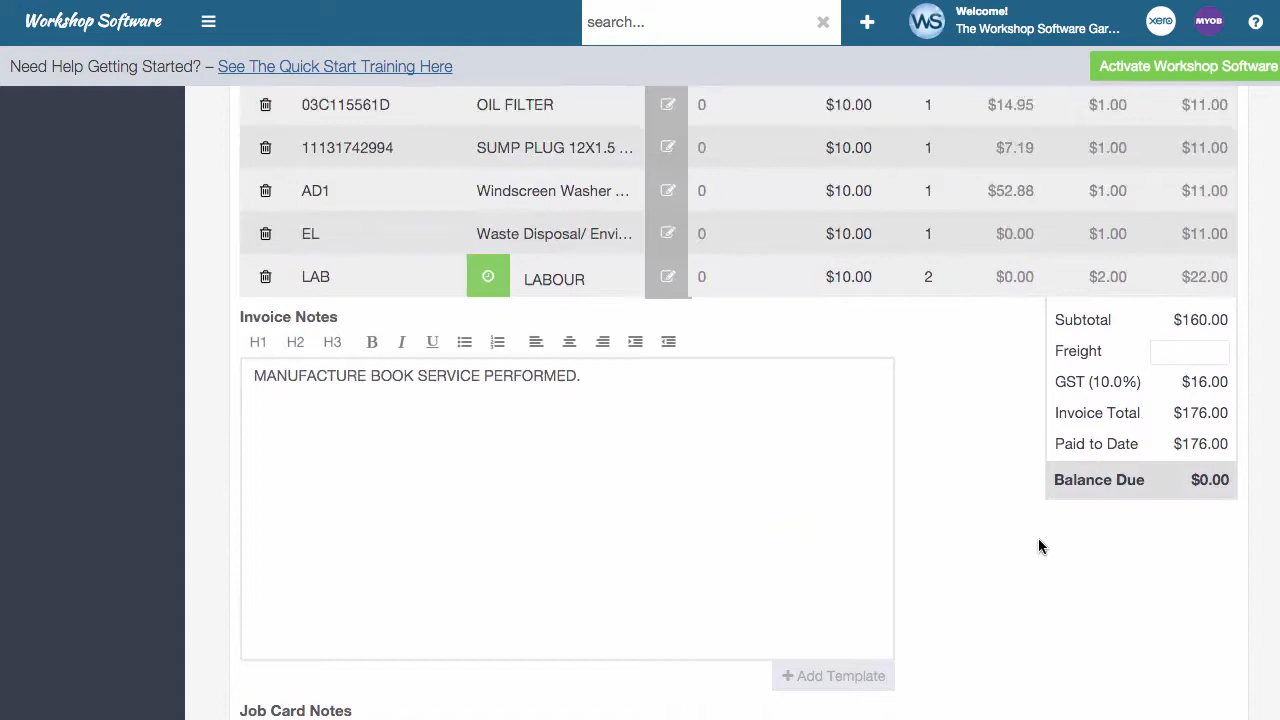 Workshop Software
search...
WS
Welcome!
The Workshop Software Gar...
xero
MYOB
?
Need Help Getting Started? – See The Quick Start Training Here
Activate Workshop Software
03C115561D OIL FILTER 0 $10.00 1 $14.95 $1.00 $11.00
11131742994 SUMP PLUG 12X1.5 ... 0 $10.00 1 $7.19 $1.00 $11.00
AD1 Windscreen Washer ... 0 $10.00 1 $52.88 $1.00 $11.00
EL Waste Disposal/ Envi... 0 $10.00 1 $0.00 $1.00 $11.00
LAB LABOUR 0 $10.00 2 $0.00 $2.00 $22.00
Invoice Notes
H1 H2 H3 B I U
MANUFACTURE BOOK SERVICE PERFORMED.
+ Add Template
Subtotal $160.00
Freight
GST (10.0%) $16.00
Invoice Total $176.00
Paid to Date $176.00
Balance Due $0.00
Job Card Notes